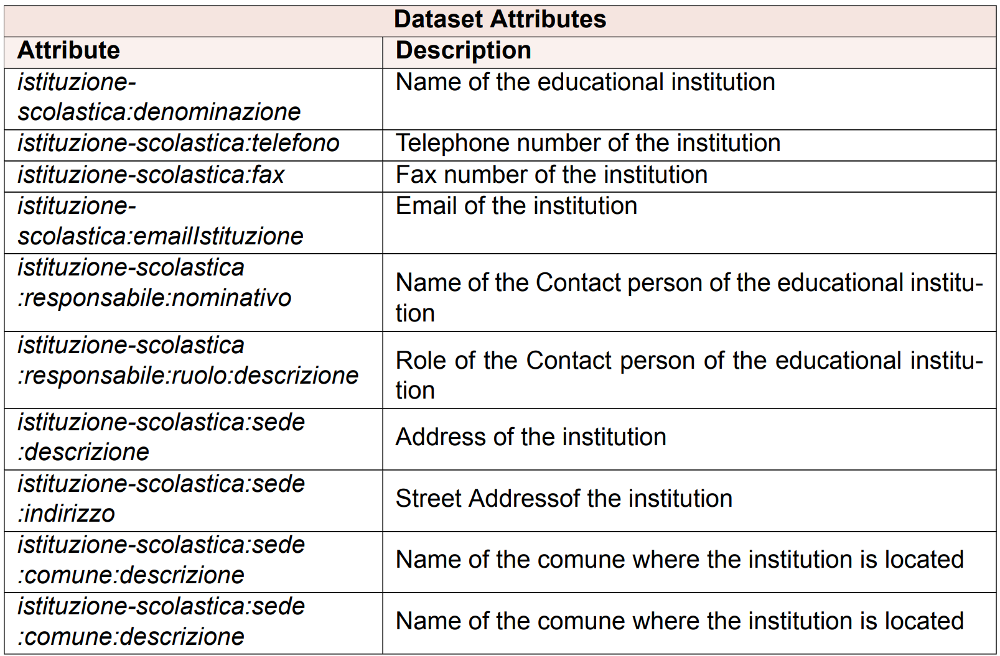 Dataset Attributes
Attribute Description
istituzione- Name of the educational institution
scolastica:denominazione
istituzione-scolastica:telefono Telephone number of the institution
istituzione-scolastica:fax Fax number of the institution
istituzione- Email of the institution
scolastica:emailIstituzione
istituzione-scolastica
:responsabile:nominativo
Name of the Contact person of the educational institu-
tion
istituzione-scolastica
:responsabile:ruolo:descrizione
Role of the Contact person of the educational institu-
tion
istituzione-scolastica:sede
:descrizione
Address of the institution
istituzione-scolastica:sede
:indirizzo
Street Addressof the institution
istituzione-scolastica:sede
:comune:descrizione
Name of the comune where the institution is located
istituzione-scolastica:sede
:comune:descrizione
Name of the comune where the institution is located